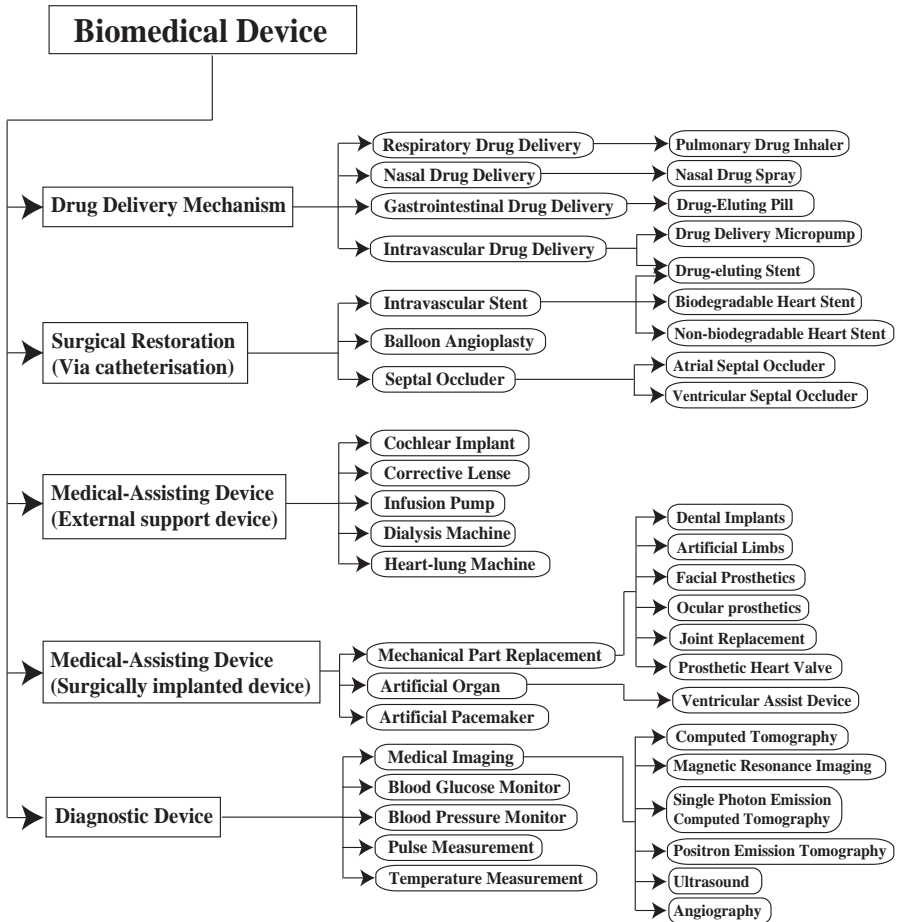 Biomedical Device
Drug Delivery Mechanism
Respiratory Drug Delivery
Pulmonary Drug Inhaler
Nasal Drug Delivery
Nasal Drug Spray
Gastrointestinal Drug Delivery
Drug-Eluting Pill
Intravascular Drug Delivery
Drug Delivery Micropump
Drug-eluting Stent
Surgical Restoration
(Via catheterisation)
Intravascular Stent
Biodegradable Heart Stent
Non-biodegradable Heart Stent
Balloon Angioplasty
Septal Occluder
Atrial Septal Occluder
Ventricular Septal Occluder
Medical-Assisting Device
(External support device)
Cochlear Implant
Corrective Lense
Infusion Pump
Dialysis Machine
Heart-lung Machine
Medical-Assisting Device
(Surgically implanted device)
Mechanical Part Replacement
Dental Implants
Artificial Limbs
Facial Prosthetics
Ocular prosthetics
Joint Replacement
Prosthetic Heart Valve
Artificial Organ
Ventricular Assist Device
Artificial Pacemaker
Diagnostic Device
Medical Imaging
Computed Tomography
Magnetic Resonance Imaging
Single Photon Emission
Computed Tomography
Positron Emission Tomography
Ultrasound
Angiography
Blood Glucose Monitor
Blood Pressure Monitor
Pulse Measurement
Temperature Measurement